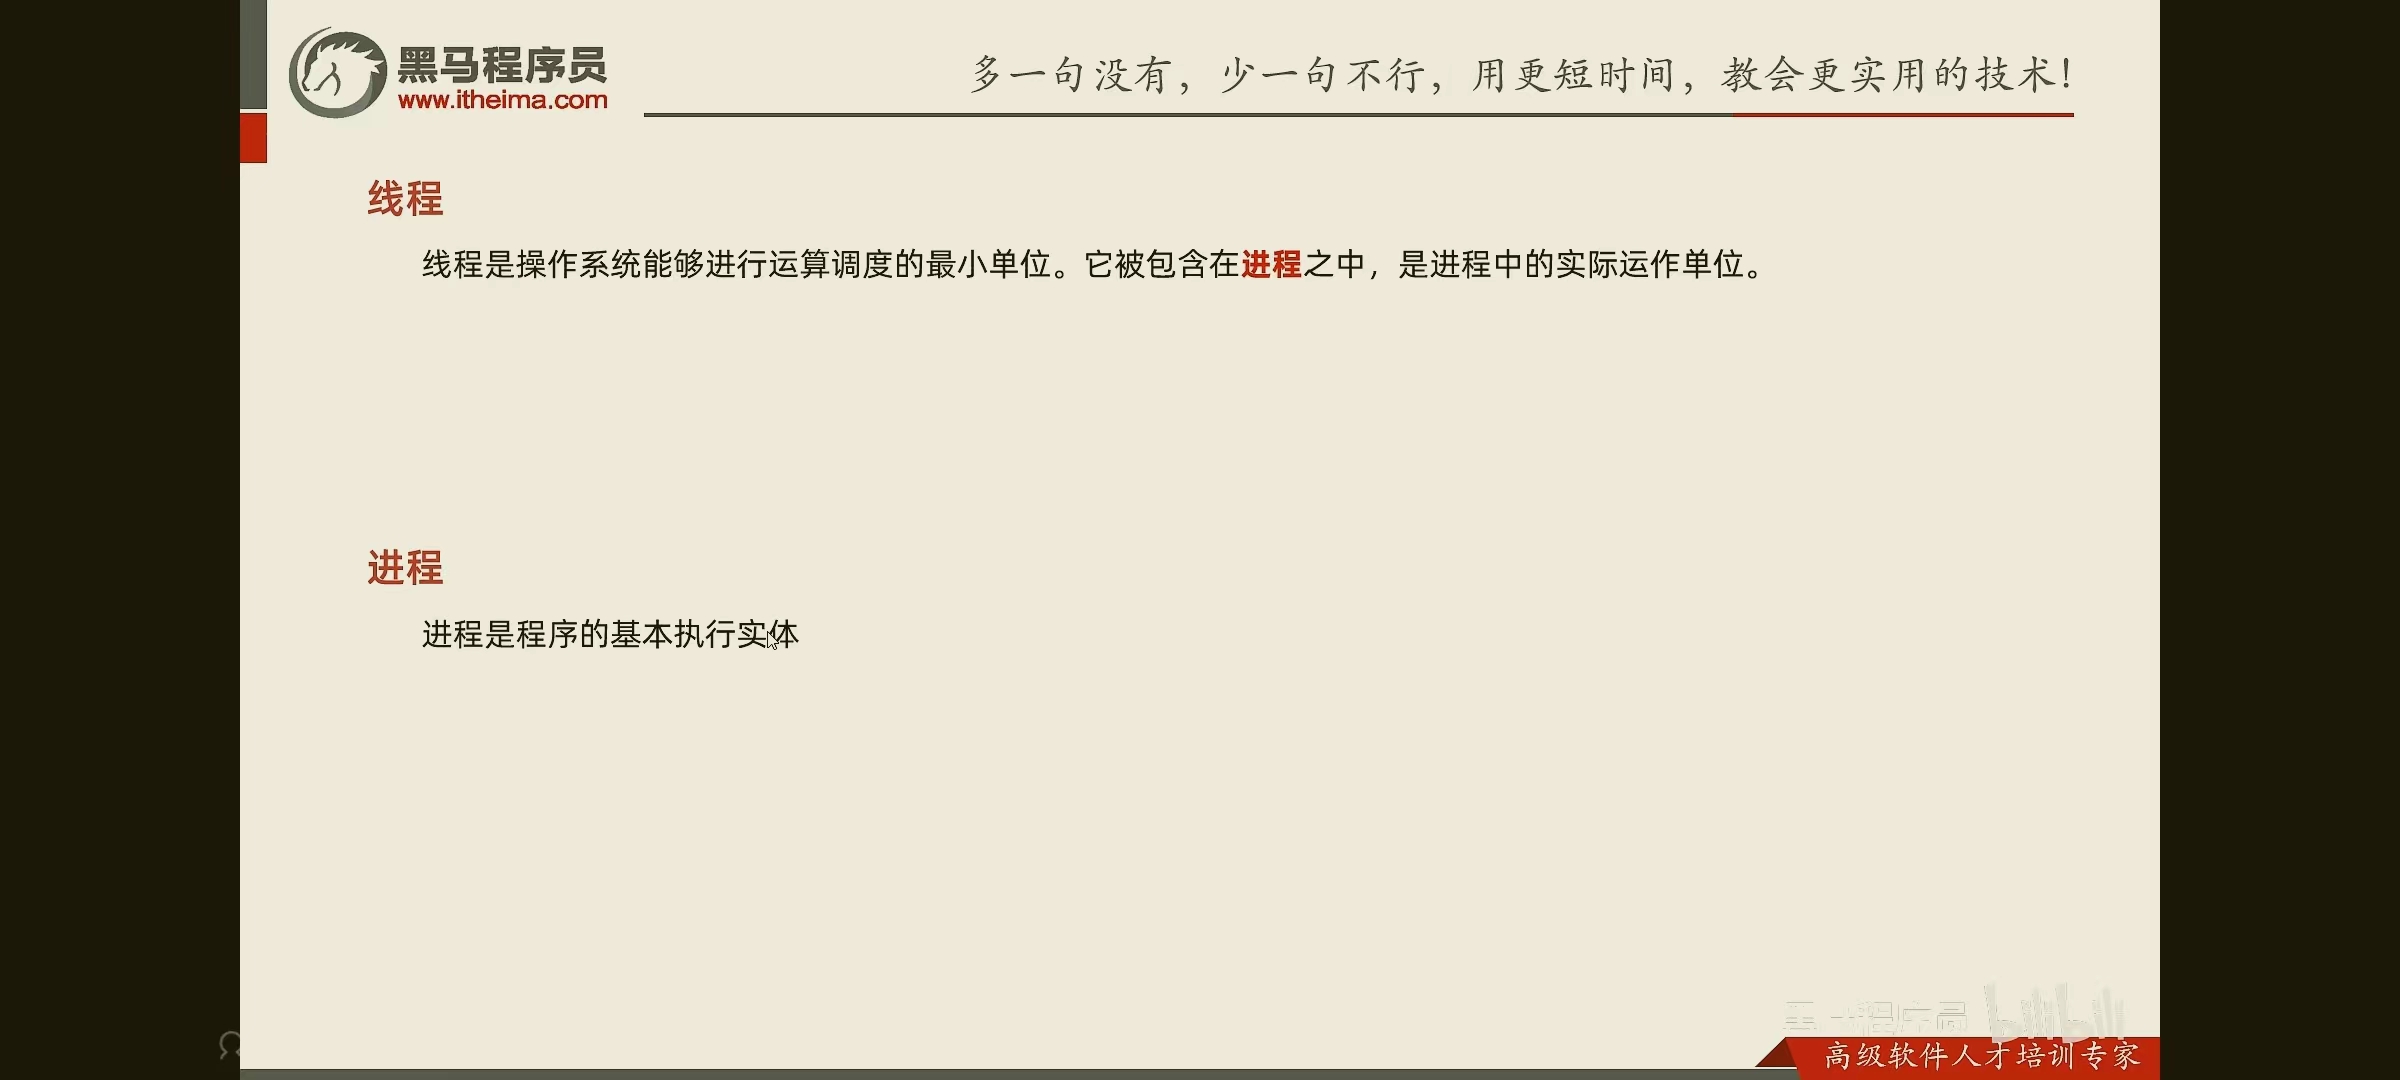 黑马程序员
www.itheima.com
多一句没有，少一句不行，用更短时间，教会更实用的技术!
线程
线程是操作系统能够进行运算调度的最小单位。它被包含在进程之中，是进程中的实际运作单位。
进程
进程是程序的基本执行实体
黑马程序员 bilibili
高级软件人才培训专家